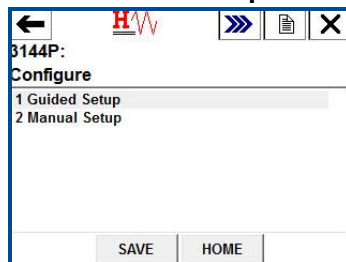 H
3144P:
Configure
1 Guided Setup
2 Manual Setup
SAVE HOME